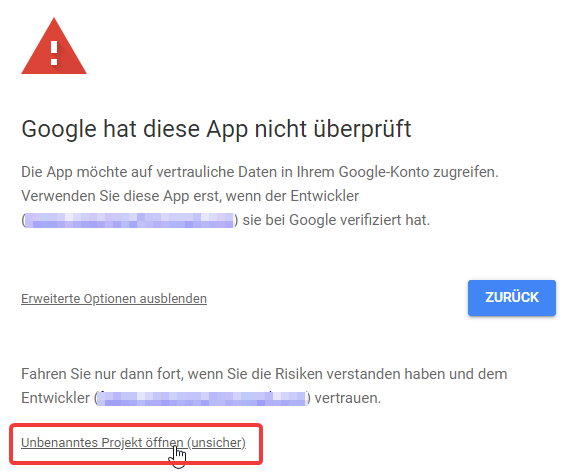 Google hat diese App nicht überprüft
Die App möchte auf vertrauliche Daten in Ihrem Google-Konto zugreifen.
Verwenden Sie diese App erst, wenn der Entwickler
() sie bei Google verifiziert hat.
Erweiterte Optionen ausblenden
ZURÜCK
Fahren Sie nur dann fort, wenn Sie die Risiken verstanden haben und dem
Entwickler () vertrauen.
Unbenanntes Projekt öffnen (unsicher)